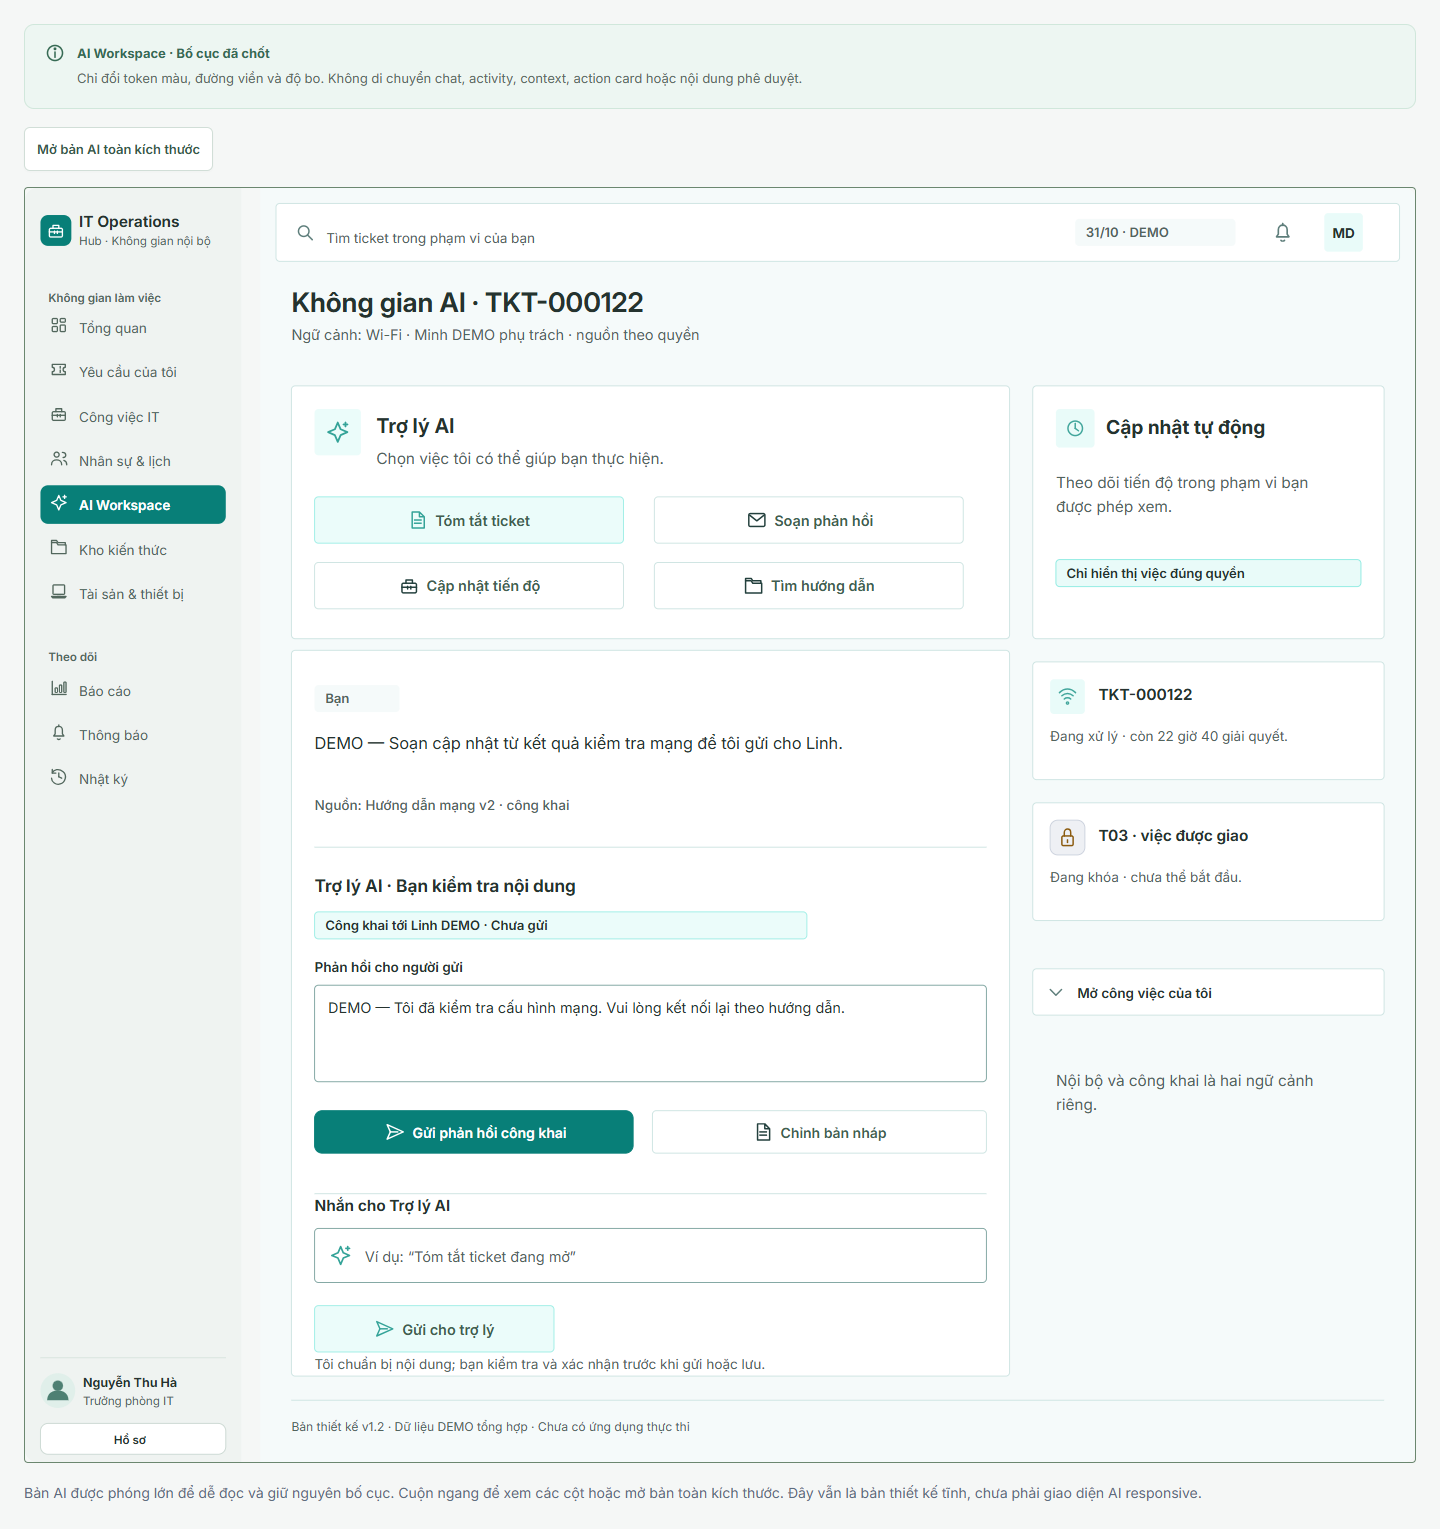 AI Workspace · Bố cục đã chốt
Chỉ đổi token màu, đường viền và độ bo. Không di chuyển chat, activity, context, action card hoặc nội dung phê duyệt.
Mở bản AI toàn kích thước
IT Operations
Hub · Không gian nội bộ
Không gian làm việc
Tổng quan
Yêu cầu của tôi
Công việc IT
Nhân sự & lịch
AI Workspace
Kho kiến thức
Tài sản & thiết bị
Theo dõi
Báo cáo
Thông báo
Nhật ký
Nguyễn Thu Hà
Trưởng phòng IT
Hồ sơ
Tìm ticket trong phạm vi của bạn
31/10 · DEMO
MD
Không gian AI · TKT-000122
Ngữ cảnh: Wi-Fi · Minh DEMO phụ trách · nguồn theo quyền
Trợ lý AI
Chọn việc tôi có thể giúp bạn thực hiện.
Tóm tắt ticket
Soạn phản hồi
Cập nhật tiến độ
Tìm hướng dẫn
Bạn
DEMO — Soạn cập nhật từ kết quả kiểm tra mạng để tôi gửi cho Linh.
Nguồn: Hướng dẫn mạng v2 · công khai
Trợ lý AI · Bạn kiểm tra nội dung
Công khai tới Linh DEMO · Chưa gửi
Phản hồi cho người gửi
DEMO — Tôi đã kiểm tra cấu hình mạng. Vui lòng kết nối lại theo hướng dẫn.
Gửi phản hồi công khai
Chỉnh bản nháp
Nhắn cho Trợ lý AI
Ví dụ: “Tóm tắt ticket đang mở”
Gửi cho trợ lý
Tôi chuẩn bị nội dung; bạn kiểm tra và xác nhận trước khi gửi hoặc lưu.
Cập nhật tự động
Theo dõi tiến độ trong phạm vi bạn
được phép xem.
Chỉ hiển thị việc đúng quyền
TKT-000122
Đang xử lý · còn 22 giờ 40 giải quyết.
T03 · việc được giao
Đang khóa · chưa thể bắt đầu.
Mở công việc của tôi
Nội bộ và công khai là hai ngữ cảnh
riêng.
Bản thiết kế v1.2 · Dữ liệu DEMO tổng hợp · Chưa có ứng dụng thực thi
Bản AI được phóng lớn để dễ đọc và giữ nguyên bố cục. Cuộn ngang để xem các cột hoặc mở bản toàn kích thước. Đây vẫn là bản thiết kế tĩnh, chưa phải giao diện AI responsive.